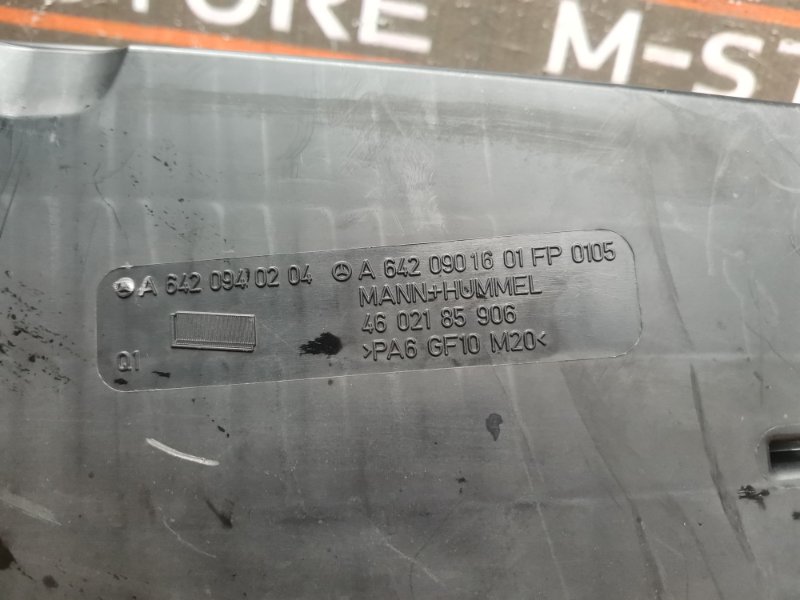 STORE M-ST
A 642 094 02 04 A 642 090 16 01 FP 0105
MANN+HUMMEL
46 021 85 906
Q1 >PA6 GF10 M20<